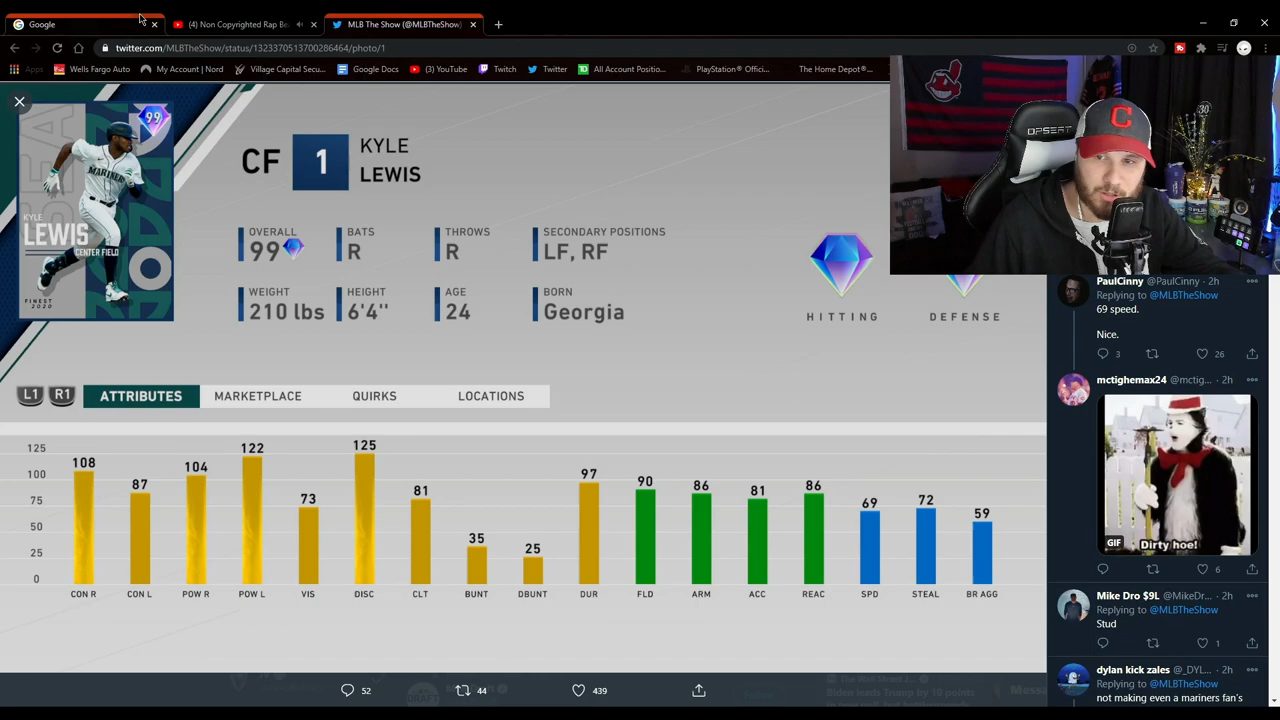 Google
Non Copyrighted Rap Be
MLB The Show (@MLBTheShow)
twitter.com/MLBTheShow/status/1323370513700286464/photo/1
Apps
Wells Fargo Auto
My Account | Nord
Village Capital Secu...
Google Docs
(3) YouTube
Twitch
Twitter
All Account Positio...
PlayStation® Offici...
The Home Depot®...
99
MARINERS
KYLE
LEWIS
CENTER FIELD
FINEST
2020
CF
1
KYLE
LEWIS
OVERALL
99
BATS
R
THROWS
R
SECONDARY POSITIONS
LF, RF
WEIGHT
210 lbs
HEIGHT
6'4''
AGE
24
BORN
Georgia
HITTING
DEFENSE
L1
R1
ATTRIBUTES
MARKETPLACE
QUIRKS
LOCATIONS
125
100
75
50
25
0
108
87
104
122
73
125
81
35
25
97
90
86
81
86
69
72
59
CON R
CON L
POW R
POW L
VIS
DISC
CLT
BUNT
DBUNT
DUR
FLD
ARM
ACC
REAC
SPD
STEAL
BR AGG
52
44
439
OPSEAT
C
PaulCinny @PaulCinny · 2h
Replying to @MLBTheShow
69 speed.
Nice.
3
26
mctighemax24 @mctig... · 2h
GIF
Dirty hoe!
6
Mike Dro $9L @MikeDr... · 2h
Replying to @MLBTheShow
Stud
1
dylan kick zales @_DYL... · 2h
Replying to @MLBTheShow
not making even a mariners fan's
Biden leads Trump by 10 points